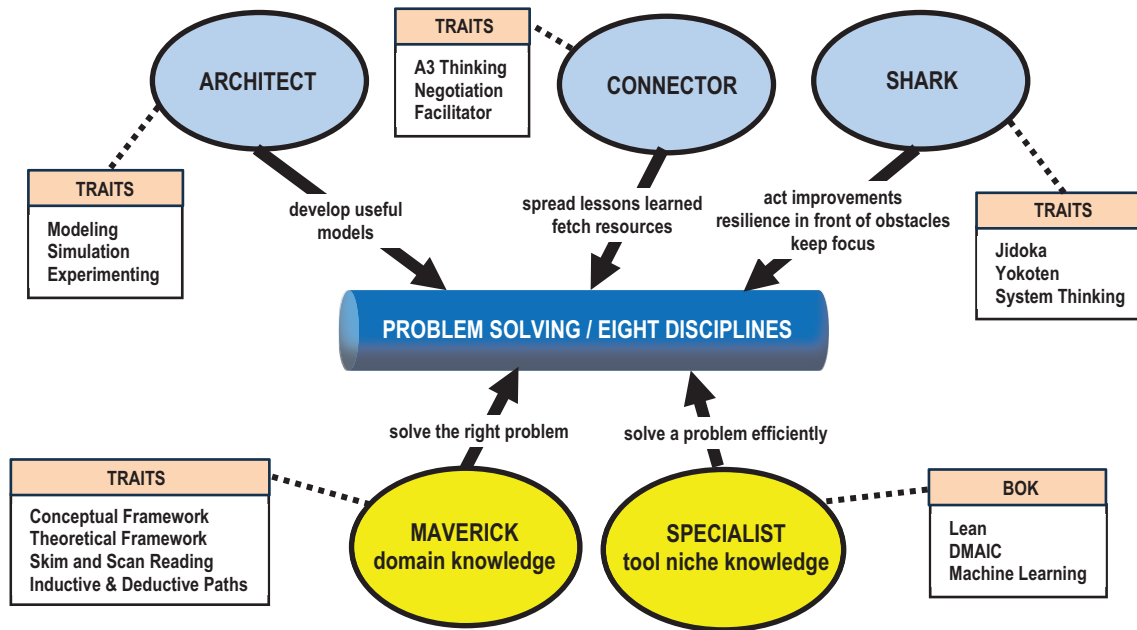 TRAITS
A3 Thinking
Negotiation
Facilitator
ARCHITECT
CONNECTOR
SHARK
TRAITS
Modeling
Simulation
Experimenting
develop useful
models
spread lessons learned
fetch resources
act improvements
resilience in front of obstacles
keep focus
TRAITS
Jidoka
Yokoten
System Thinking
PROBLEM SOLVING / EIGHT DISCIPLINES
solve the right problem
solve a problem efficiently
TRAITS
Conceptual Framework
Theoretical Framework
Skim and Scan Reading
Inductive & Deductive Paths
MAVERICK
domain knowledge
SPECIALIST
tool niche knowledge
BOK
Lean
DMAIC
Machine Learning